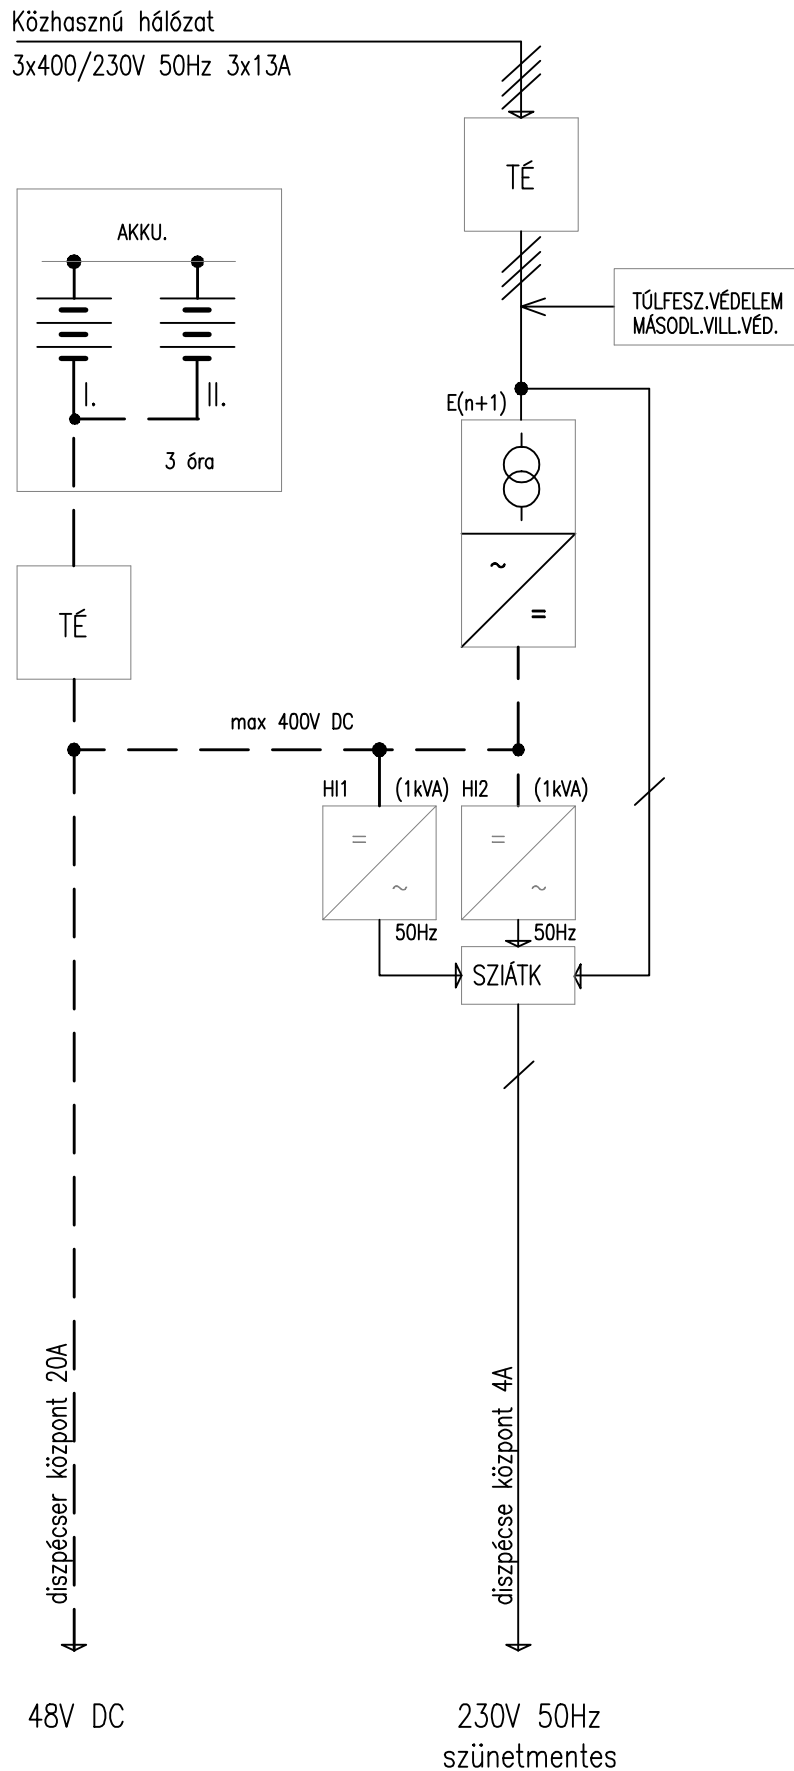 Közhasznú hálózat
3x400/230V 50Hz 3x13A
TÉ
AKKU.
TÚLFESZ.VÉDELEM
MÁSODL.VILL.VÉD.
I.
II.
E(n+1)
3 óra
~
=
TÉ
max 400V DC
HI1 (1kVA)
HI2 (1kVA)
=
~
=
~
50Hz
50Hz
SZIÁTK
diszpécser központ 20A
diszpécse központ 4A
48V DC
230V 50Hz
szünetmentes